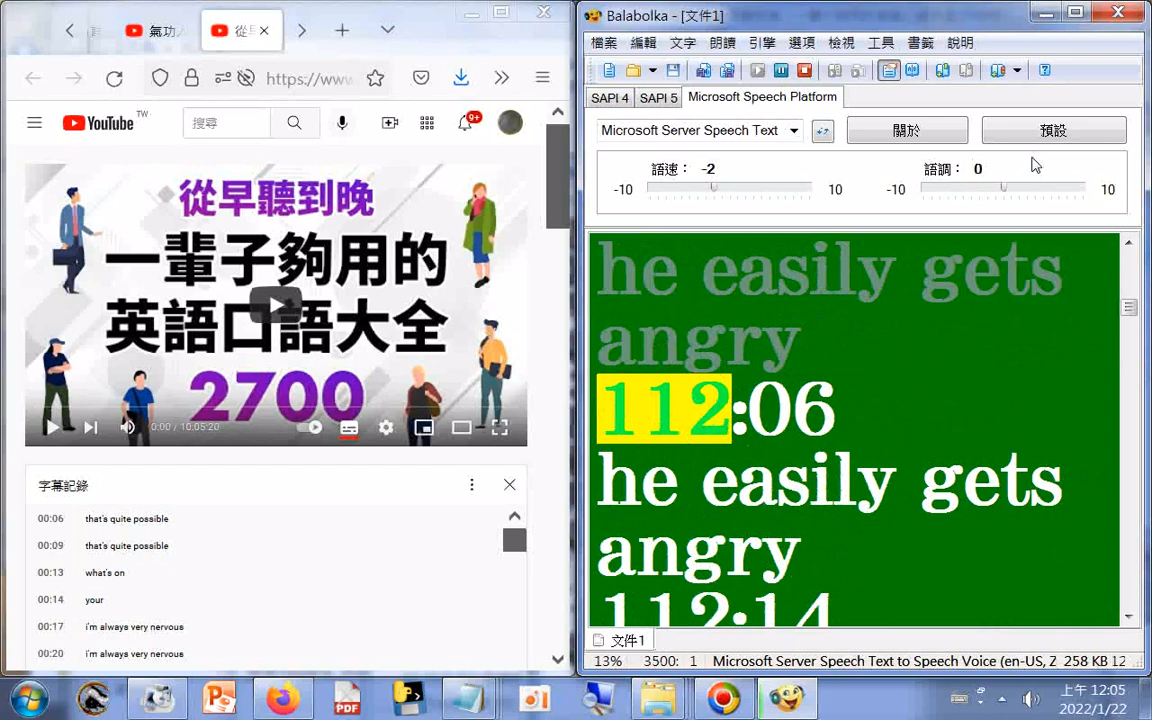 氣功
從
https://www
YouTube TW
搜尋
9+
從早聽到晚
一輩子夠用的
英語口語大全
2700
0:00 / 10:05:20
字幕記錄
00:06 that's quite possible
00:09 that's quite possible
00:13 what's on
00:14 your
00:17 i'm always very nervous
00:20 i'm always very nervous
Balabolka - [文件1]
檔案 編輯 文字 朗讀 引擎 選項 檢視 工具 書籤 說明
SAPI 4 SAPI 5 Microsoft Speech Platform
Microsoft Server Speech Text 關於 預設
語速： -2 語調： 0
-10 10 -10 10
he easily gets
angry
112:06
he easily gets
angry
112:14
文件1
13% 3500: 1 Microsoft Server Speech Text to Speech Voice (en-US, Z 258 KB 12
PDF
上午 12:05
2022/1/22